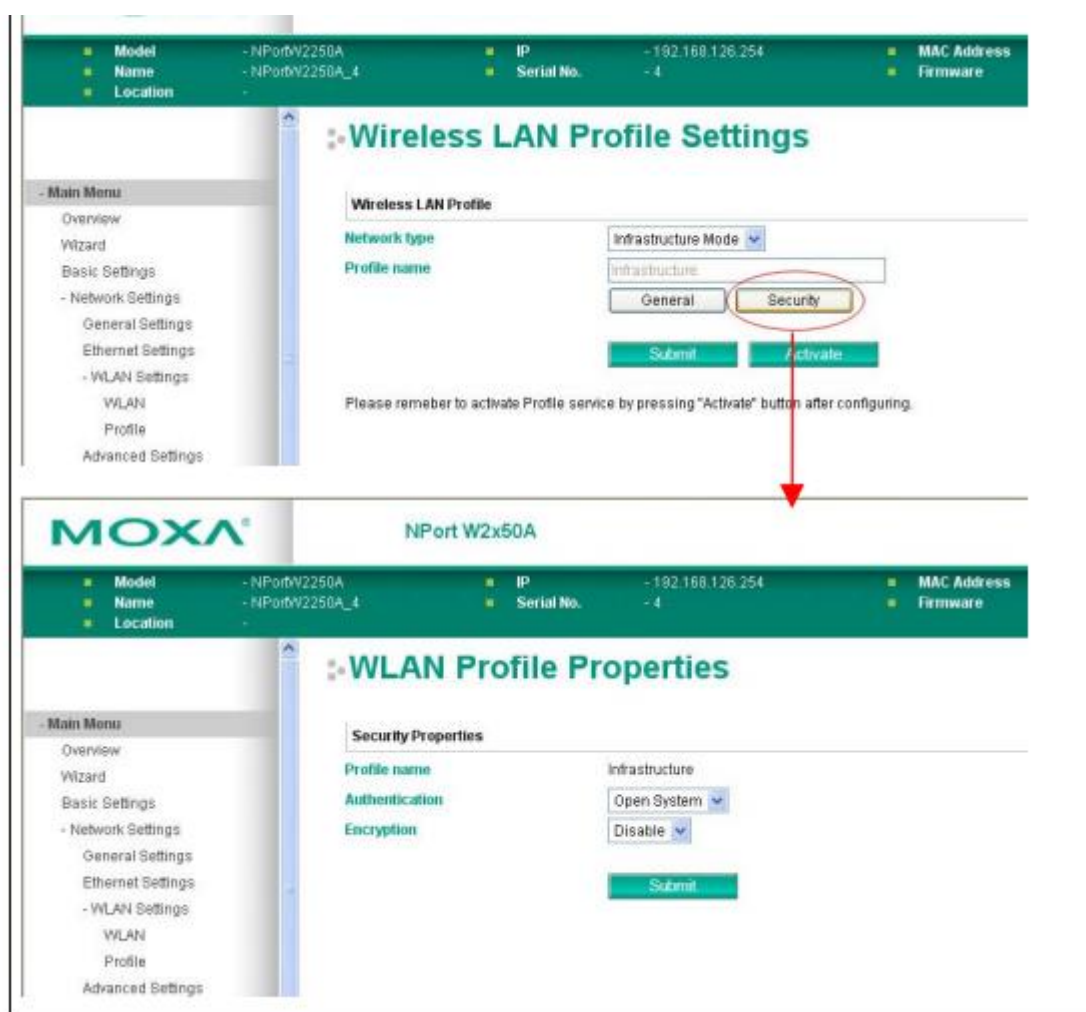 Model - NPortW2250A IP - 192.168.126.254 MAC Address
Name - NPortW2250A_4 Serial No. - 4 Firmware
Location -
:•Wireless LAN Profile Settings
- Main Menu
Overview
Wizard
Basic Settings
- Network Settings
General Settings
Ethernet Settings
- WLAN Settings
WLAN
Profile
Advanced Settings
Wireless LAN Profile
Network type Infrastructure Mode
Profile name Infrastructure
General Security
Submit Activate
Please remeber to activate Profile service by pressing "Activate" button after configuring.
MOXA® NPort W2x50A
Model - NPortW2250A IP - 192.168.126.254 MAC Address
Name - NPortW2250A_4 Serial No. - 4 Firmware
Location -
:•WLAN Profile Properties
- Main Menu
Overview
Wizard
Basic Settings
- Network Settings
General Settings
Ethernet Settings
- WLAN Settings
WLAN
Profile
Advanced Settings
Security Properties
Profile name Infrastructure
Authentication Open System
Encryption Disable
Submit